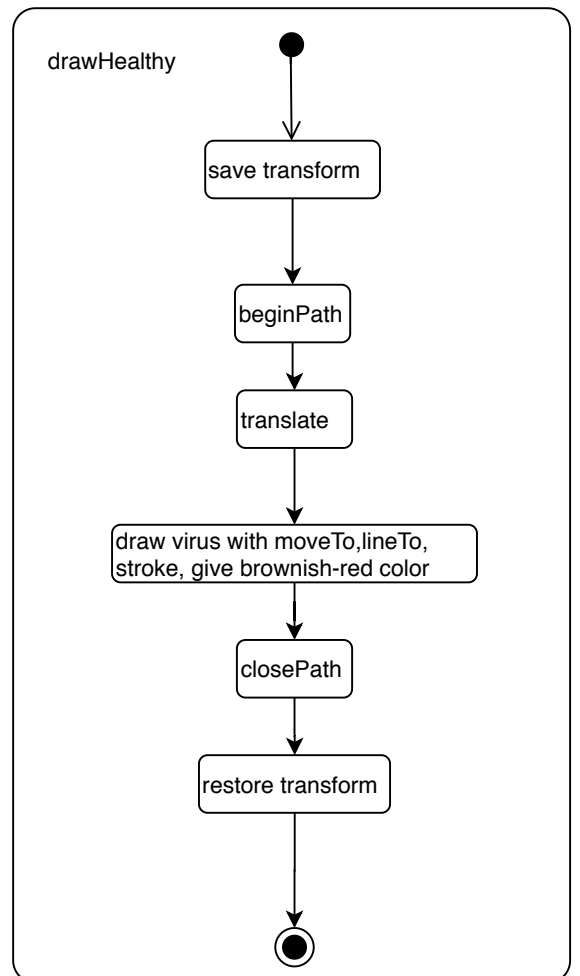 drawHealthy
save transform
beginPath
translate
draw virus with moveTo,lineTo,
stroke, give brownish-red color
closePath
restore transform